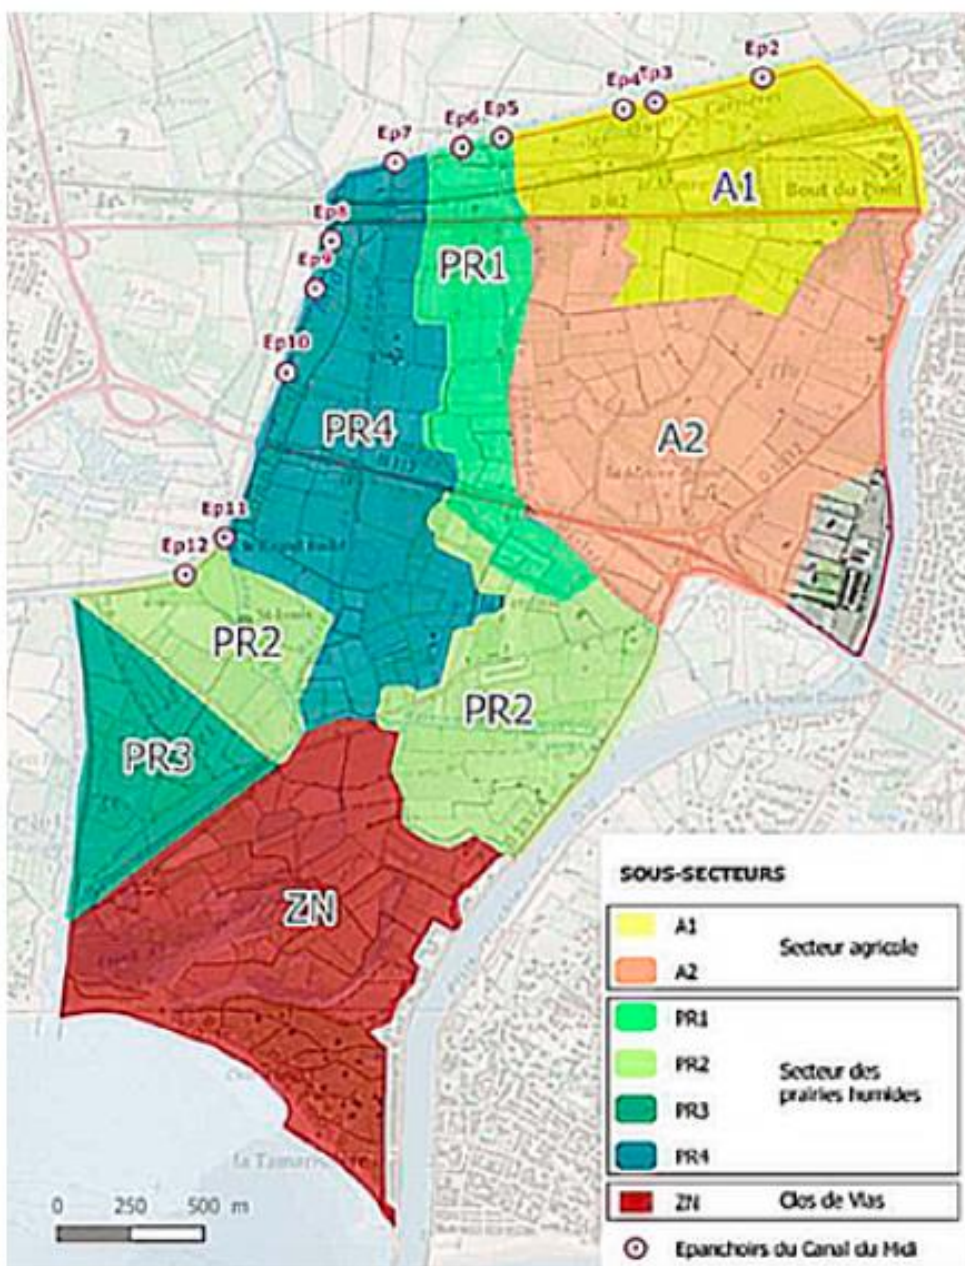 Ep2
Ep3
Ep4
Ep5
Ep6
Ep7
A1
Bout du Pont
Ep8
PR1
Ep9
Ep10
PR4
A2
Ep11
Ep12
PR2
PR2
PR3
ZN
SOUS-SECTEURS
A1
Secteur agricole
A2
PR1
PR2
Secteur des
prairies humides
PR3
PR4
ZN Clos de Vias
Epanchoirs du Canal du Midi
0 250 500 m